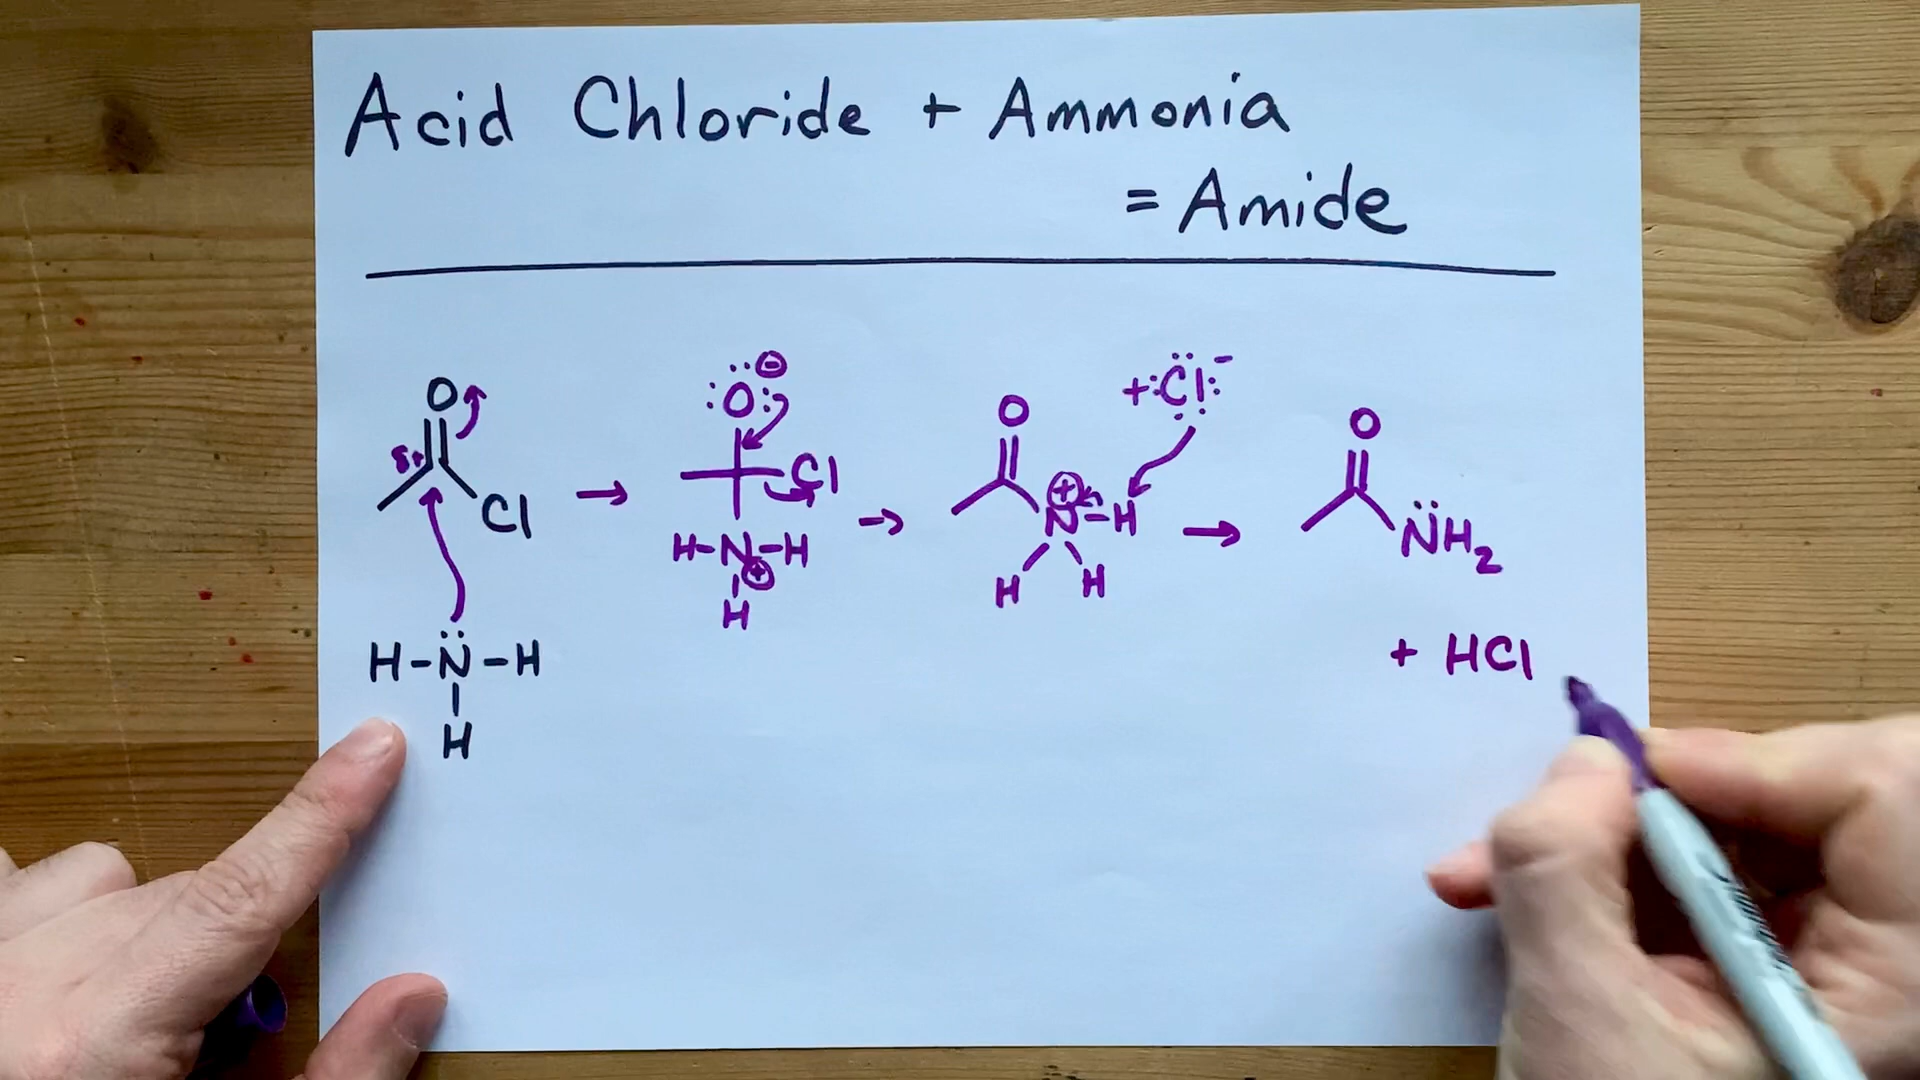 Acid Chloride + Ammonia
= Amide
O
δ+
Cl
H-N-H
H
→
O ⊖
Cl
H-N-H
⊕
H
→
O
⊕
N-H
H H
+ Cl -
→
O
NH₂
+ HCl